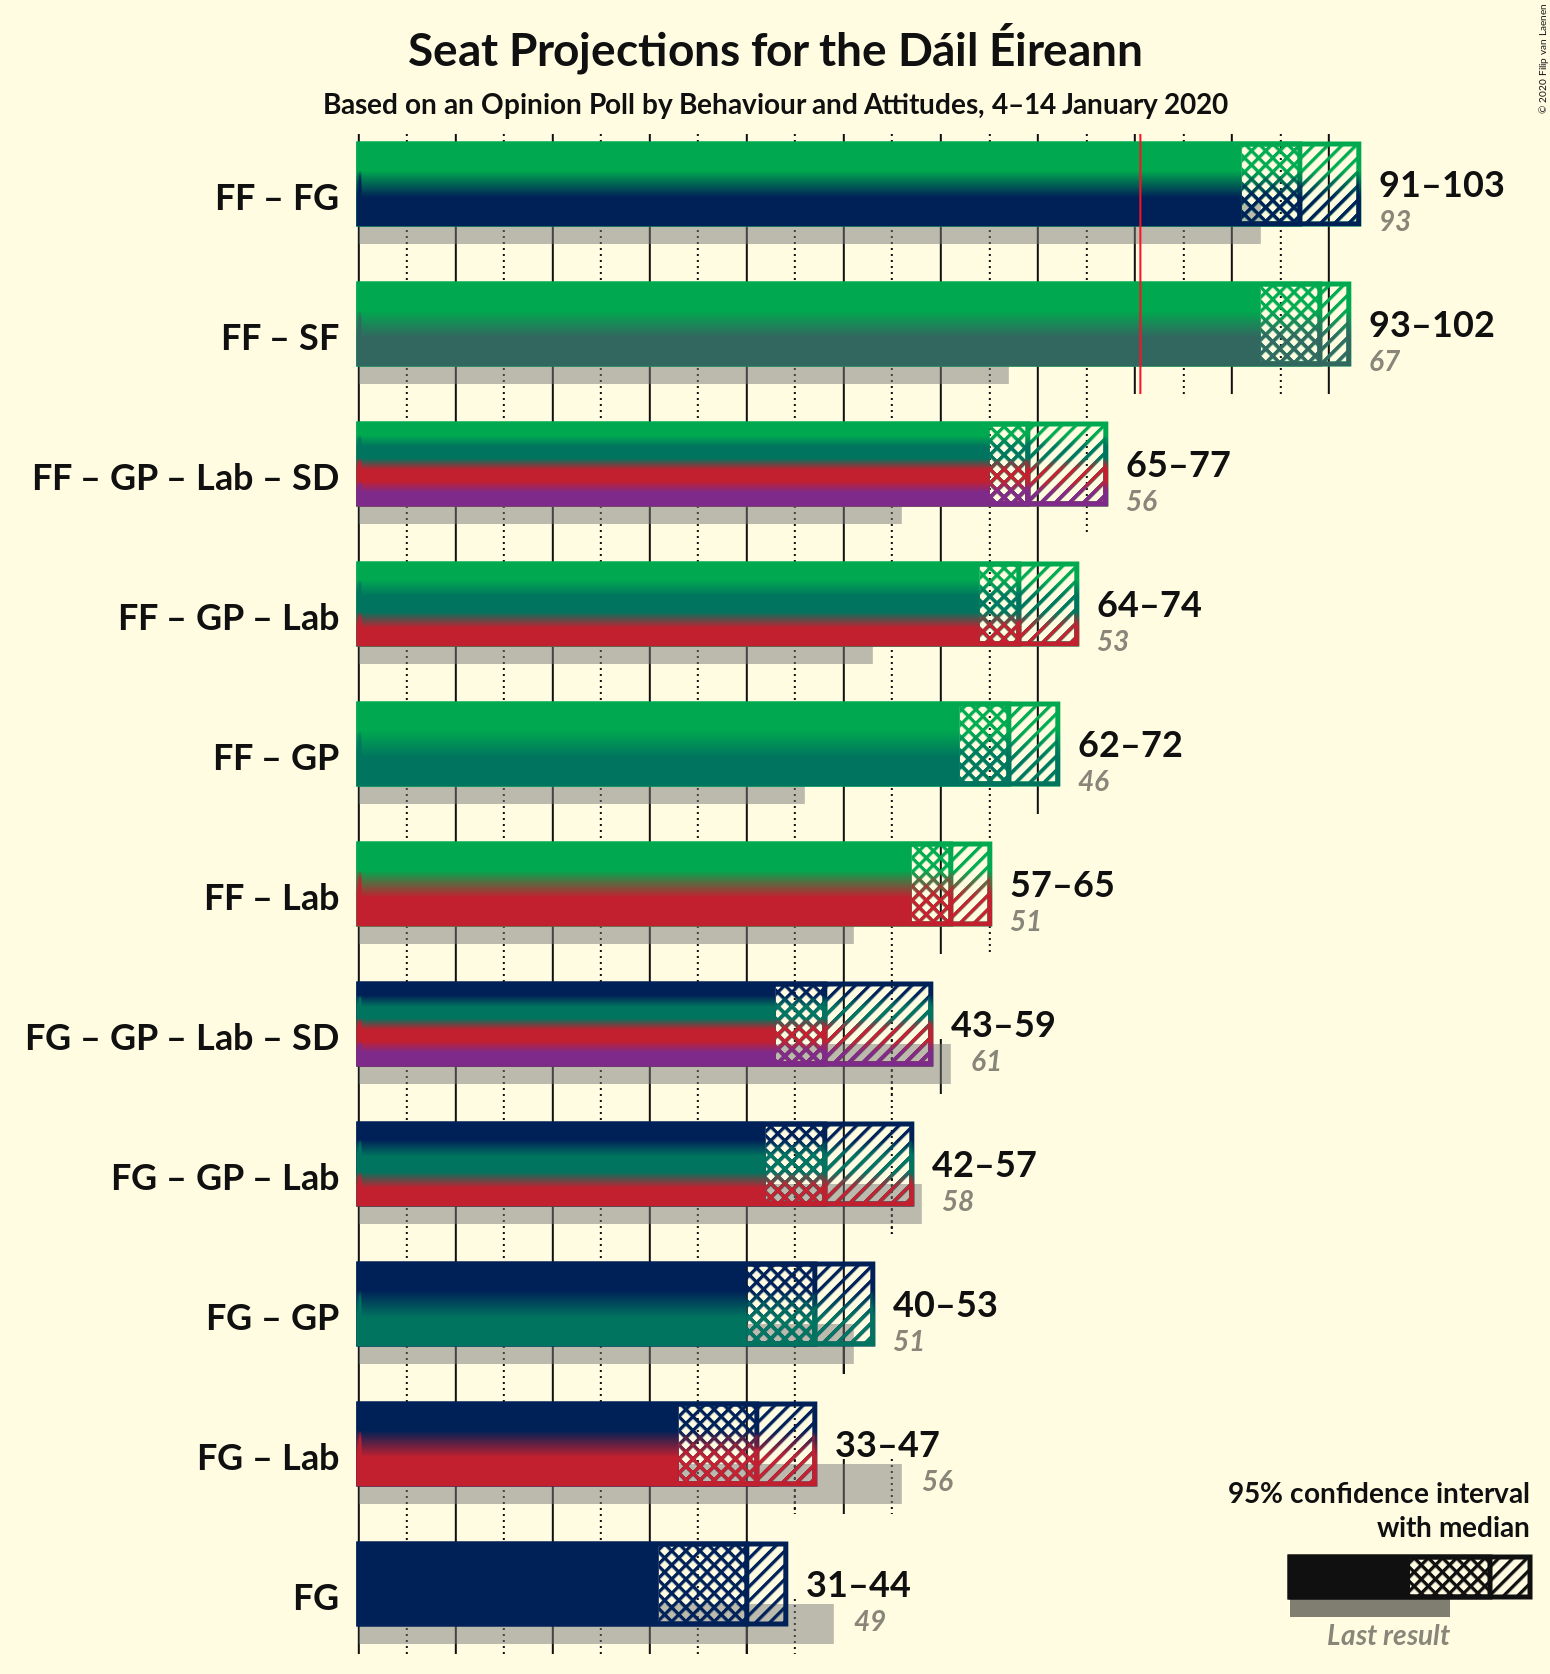 © 2020 Filip van Laenen
Seat Projections for the Dáil Éireann
Based on an Opinion Poll by Behaviour and Attitudes, 4–14 January 2020
FF – FG
91–103
93
FF – SF
93–102
67
FF – GP – Lab – SD
65–77
56
FF – GP – Lab
64–74
53
FF – GP
62–72
46
FF – Lab
57–65
51
FG – GP – Lab – SD
43–59
61
FG – GP – Lab
42–57
58
FG – GP
40–53
51
FG – Lab
33–47
56
FG
31–44
49
95% confidence interval
with median
Last result